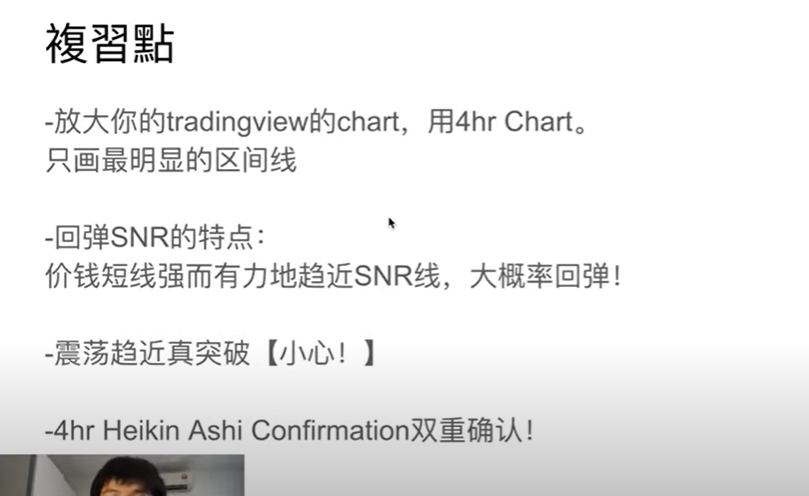 複習點
-放大你的tradingview的chart，用4hr Chart。
只画最明显的区间线
-回弹SNR的特点：
价钱短线强而有力地趋近SNR线，大概率回弹！
-震荡趋近真突破【小心！】
-4hr Heikin Ashi Confirmation双重确认！